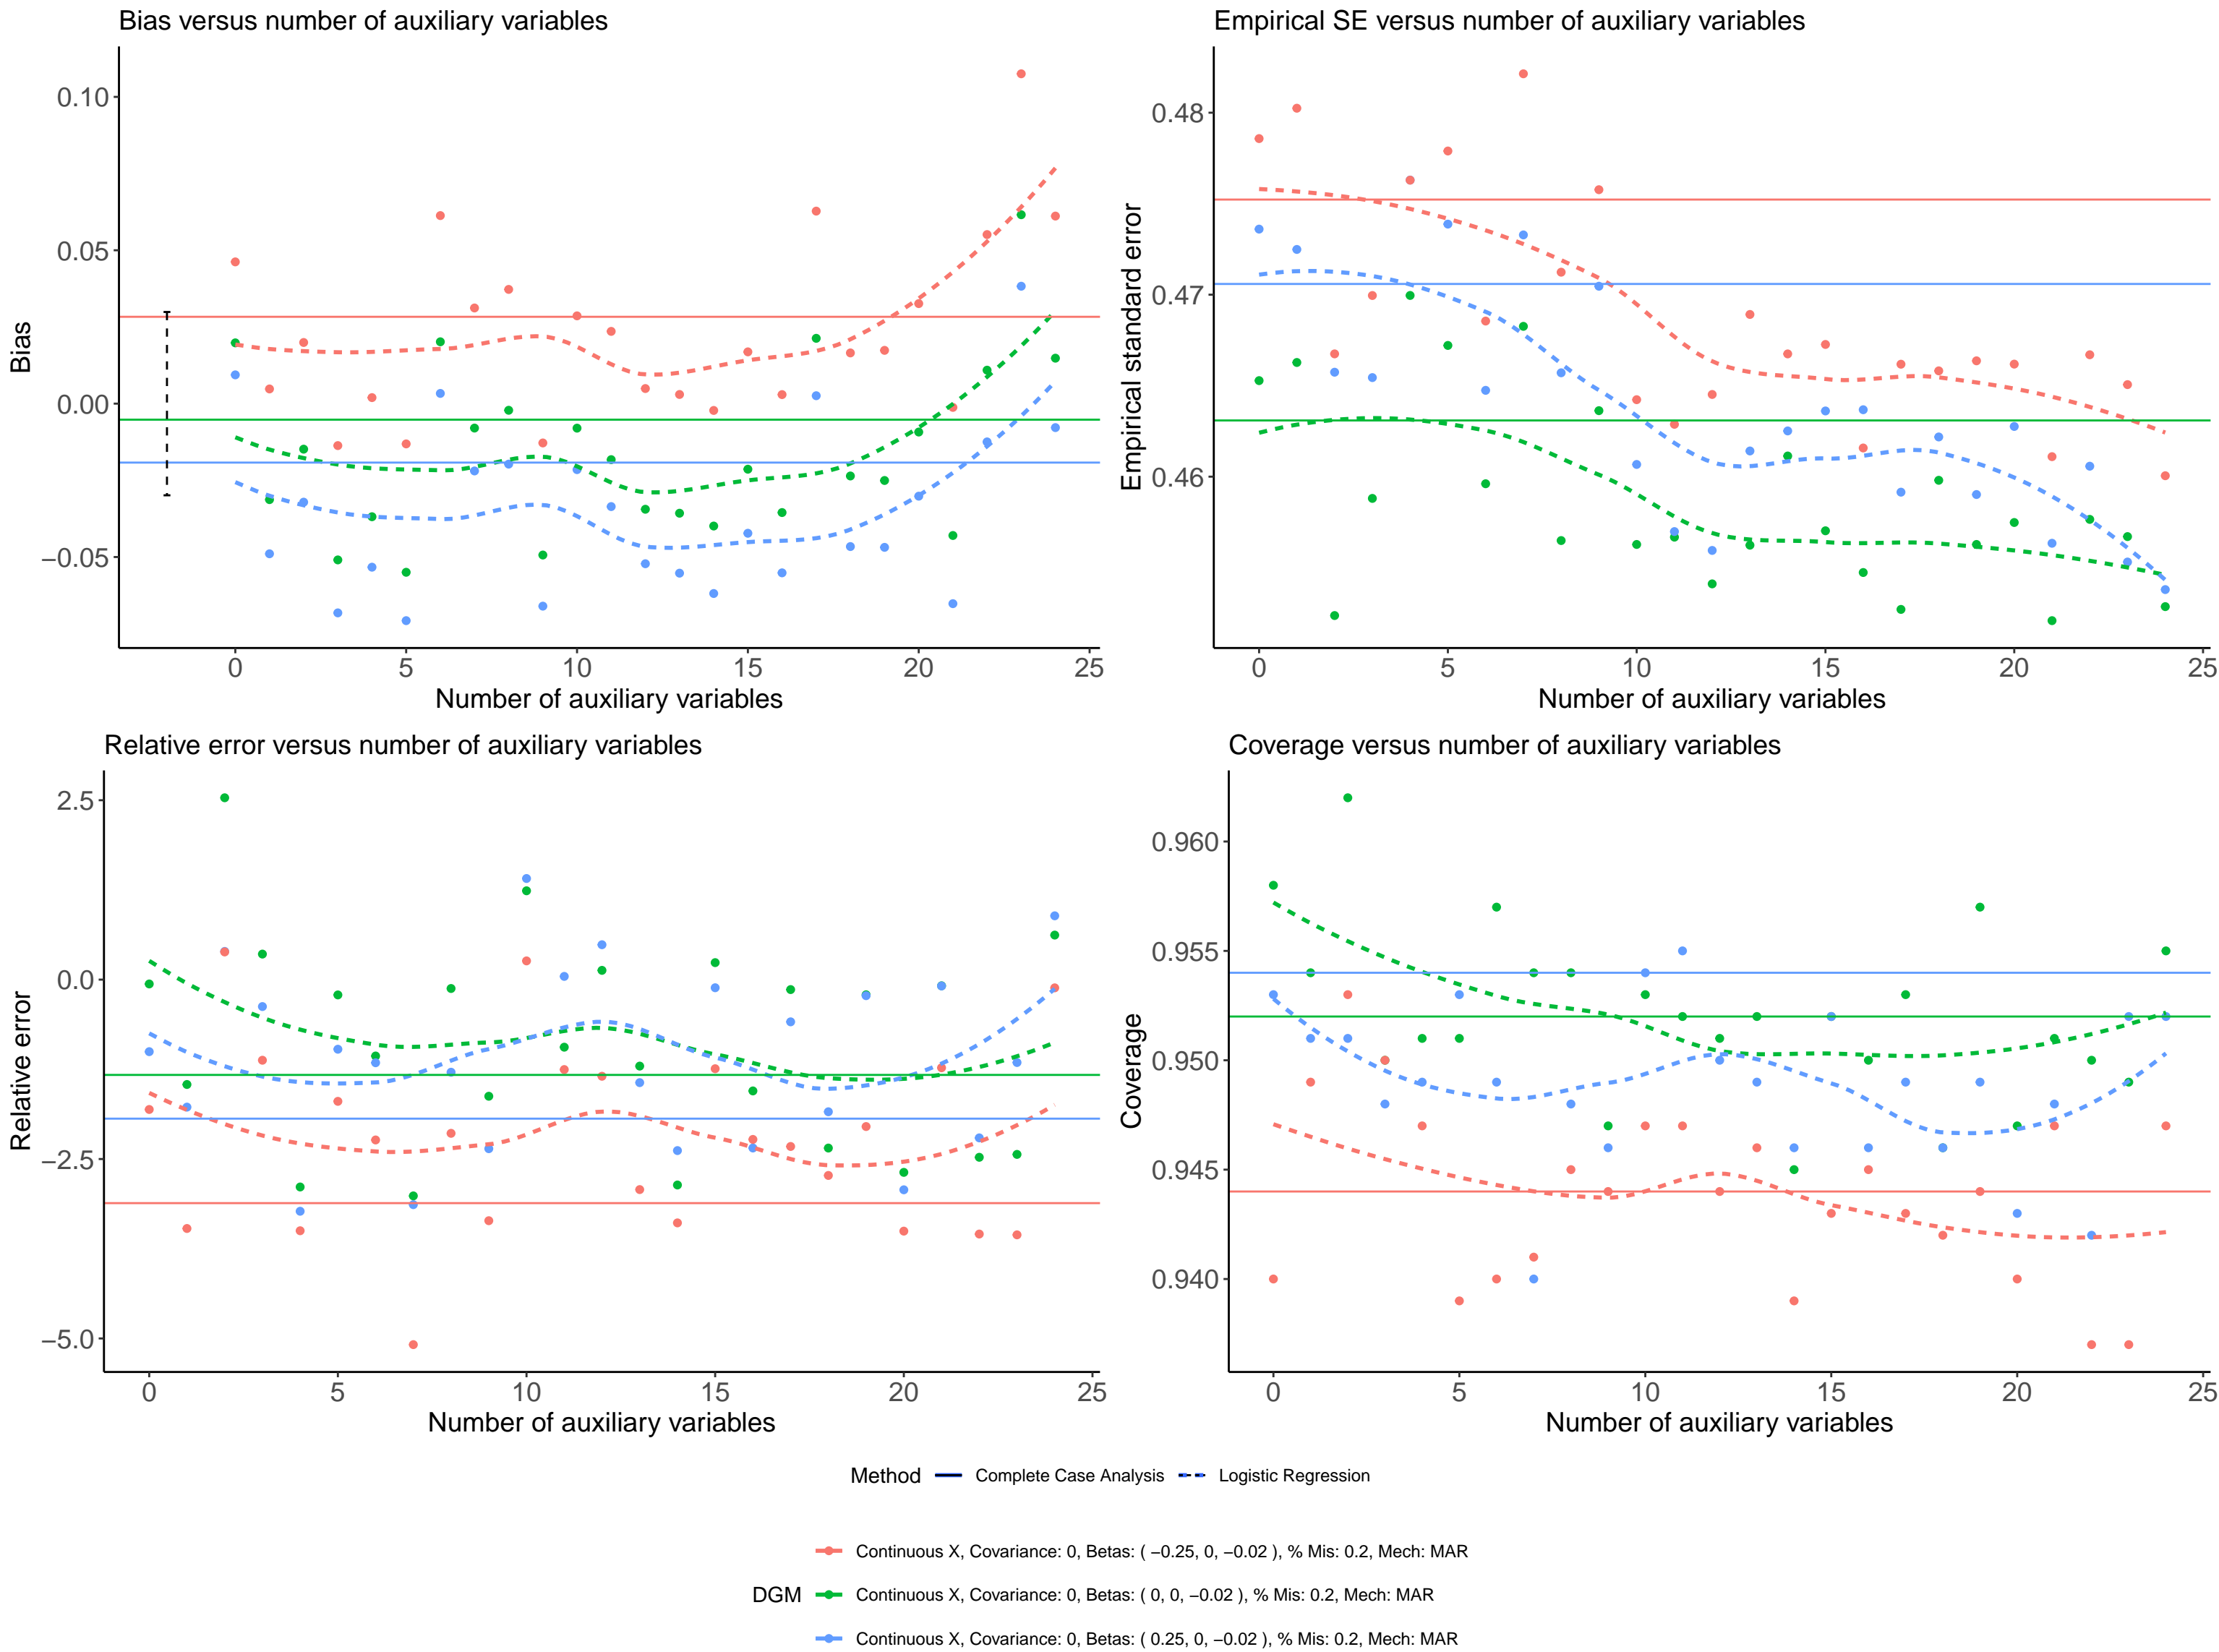 Bias versus number of auxiliary variables
Empirical SE versus number of auxiliary variables
0.10
0.05
0.00
−0.05
Bias
0 5 10 15 20 25
Number of auxiliary variables
0.48
0.47
0.46
Empirical standard error
0 5 10 15 20 25
Number of auxiliary variables
Relative error versus number of auxiliary variables
Coverage versus number of auxiliary variables
2.5
0.0
−2.5
−5.0
Relative error
0 5 10 15 20 25
Number of auxiliary variables
0.960
0.955
0.950
0.945
0.940
Coverage
0 5 10 15 20 25
Number of auxiliary variables
Method Complete Case Analysis Logistic Regression
Continuous X, Covariance: 0, Betas: ( −0.25, 0, −0.02 ), % Mis: 0.2, Mech: MAR
DGM Continuous X, Covariance: 0, Betas: ( 0, 0, −0.02 ), % Mis: 0.2, Mech: MAR
Continuous X, Covariance: 0, Betas: ( 0.25, 0, −0.02 ), % Mis: 0.2, Mech: MAR